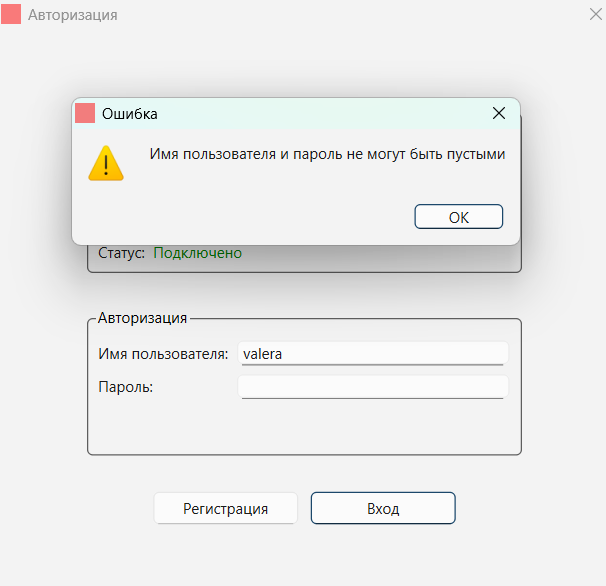 Авторизация
Ошибка
Имя пользователя и пароль не могут быть пустыми
OK
Статус: Подключено
Авторизация
Имя пользователя: valera
Пароль:
Регистрация Вход